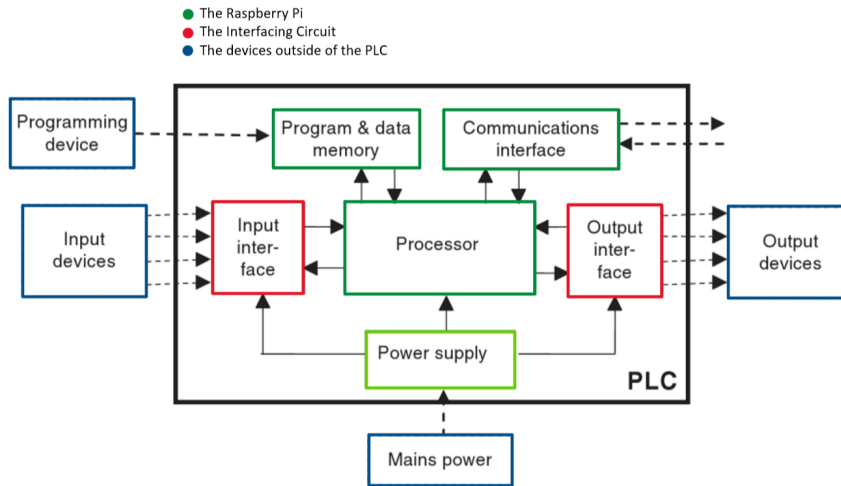 The Raspberry Pi
The Interfacing Circuit
The devices outside of the PLC
Programming
device
Program & data
memory
Communications
interface
Input
devices
Input
inter-
face
Processor
Output
inter-
face
Output
devices
Power supply
PLC
Mains power